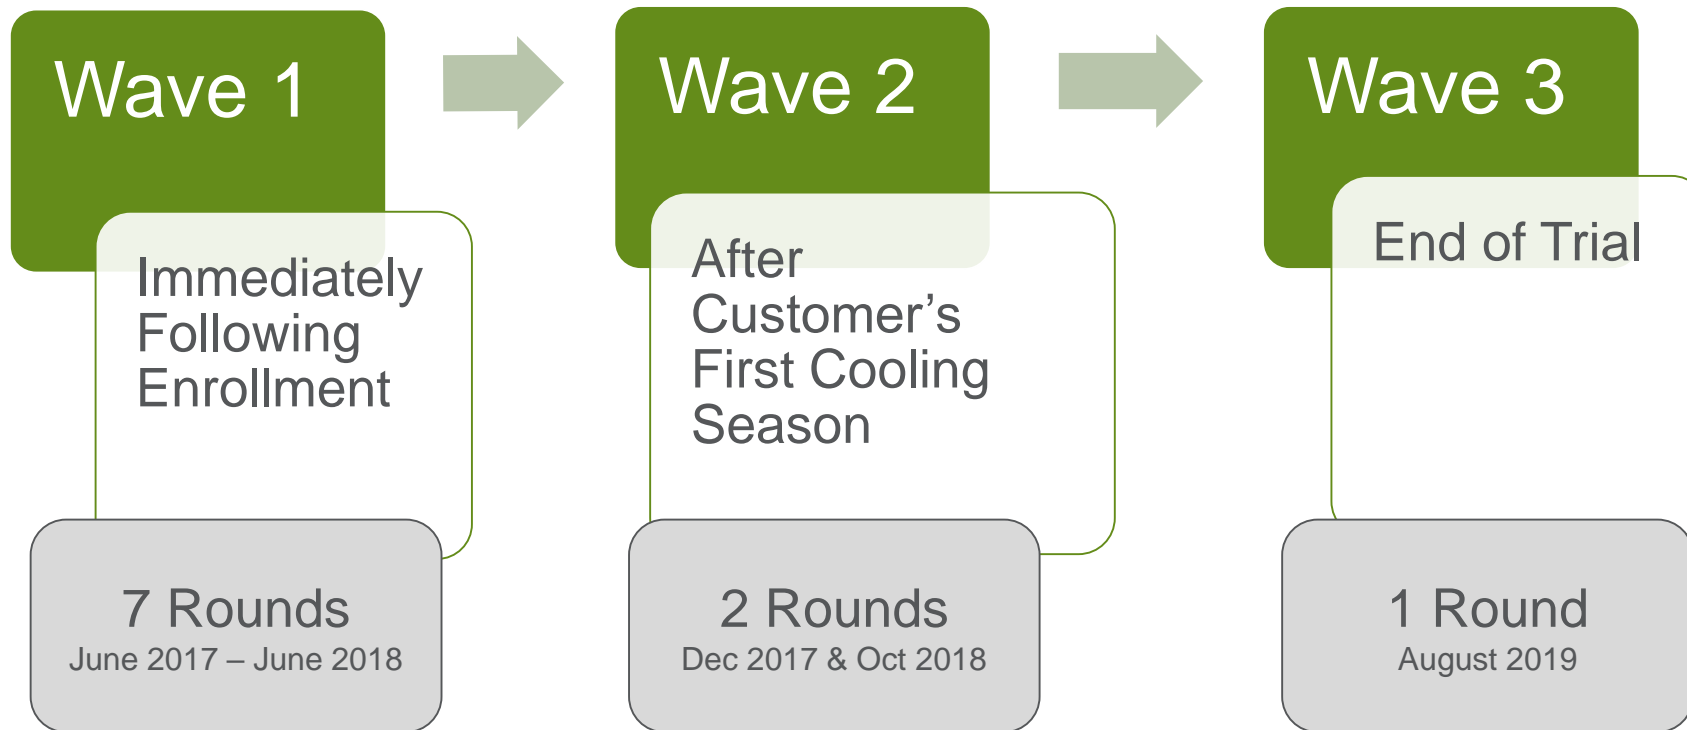 Wave 1
Immediately
Following
Enrollment
7 Rounds
June 2017 – June 2018
Wave 2
After
Customer’s
First Cooling
Season
2 Rounds
Dec 2017 & Oct 2018
Wave 3
End of Trial
1 Round
August 2019